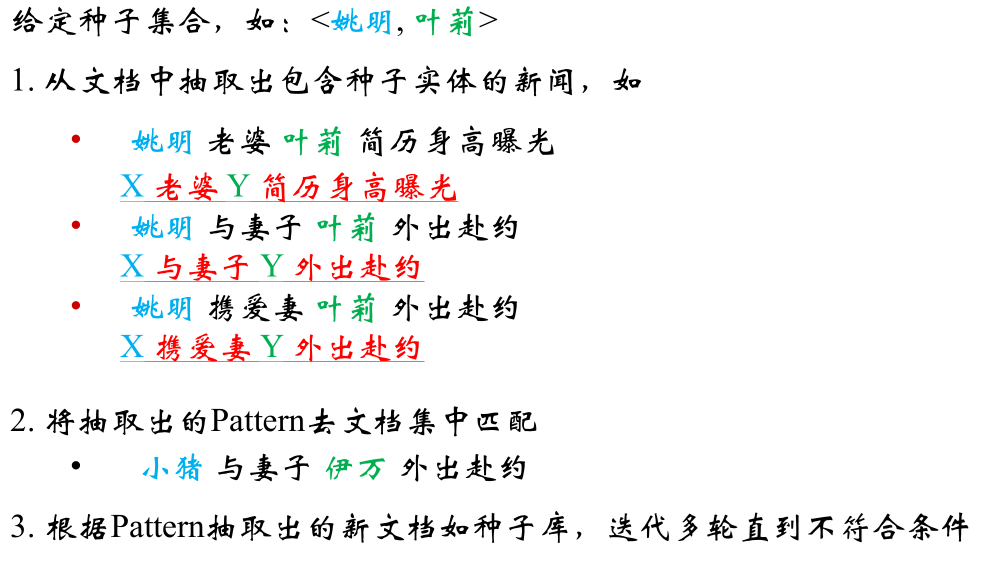 给定种子集合，如：<姚明, 叶莉>
1. 从文档中抽取出包含种子实体的新闻，如
• 姚明 老婆 叶莉 简历身高曝光
X 老婆 Y 简历身高曝光
• 姚明 与妻子 叶莉 外出赴约
X 与妻子 Y 外出赴约
• 姚明 携爱妻 叶莉 外出赴约
X 携爱妻 Y 外出赴约
2. 将抽取出的Pattern去文档集中匹配
• 小猪 与妻子 伊万 外出赴约
3. 根据Pattern抽取出的新文档如种子库，迭代多轮直到不符合条件